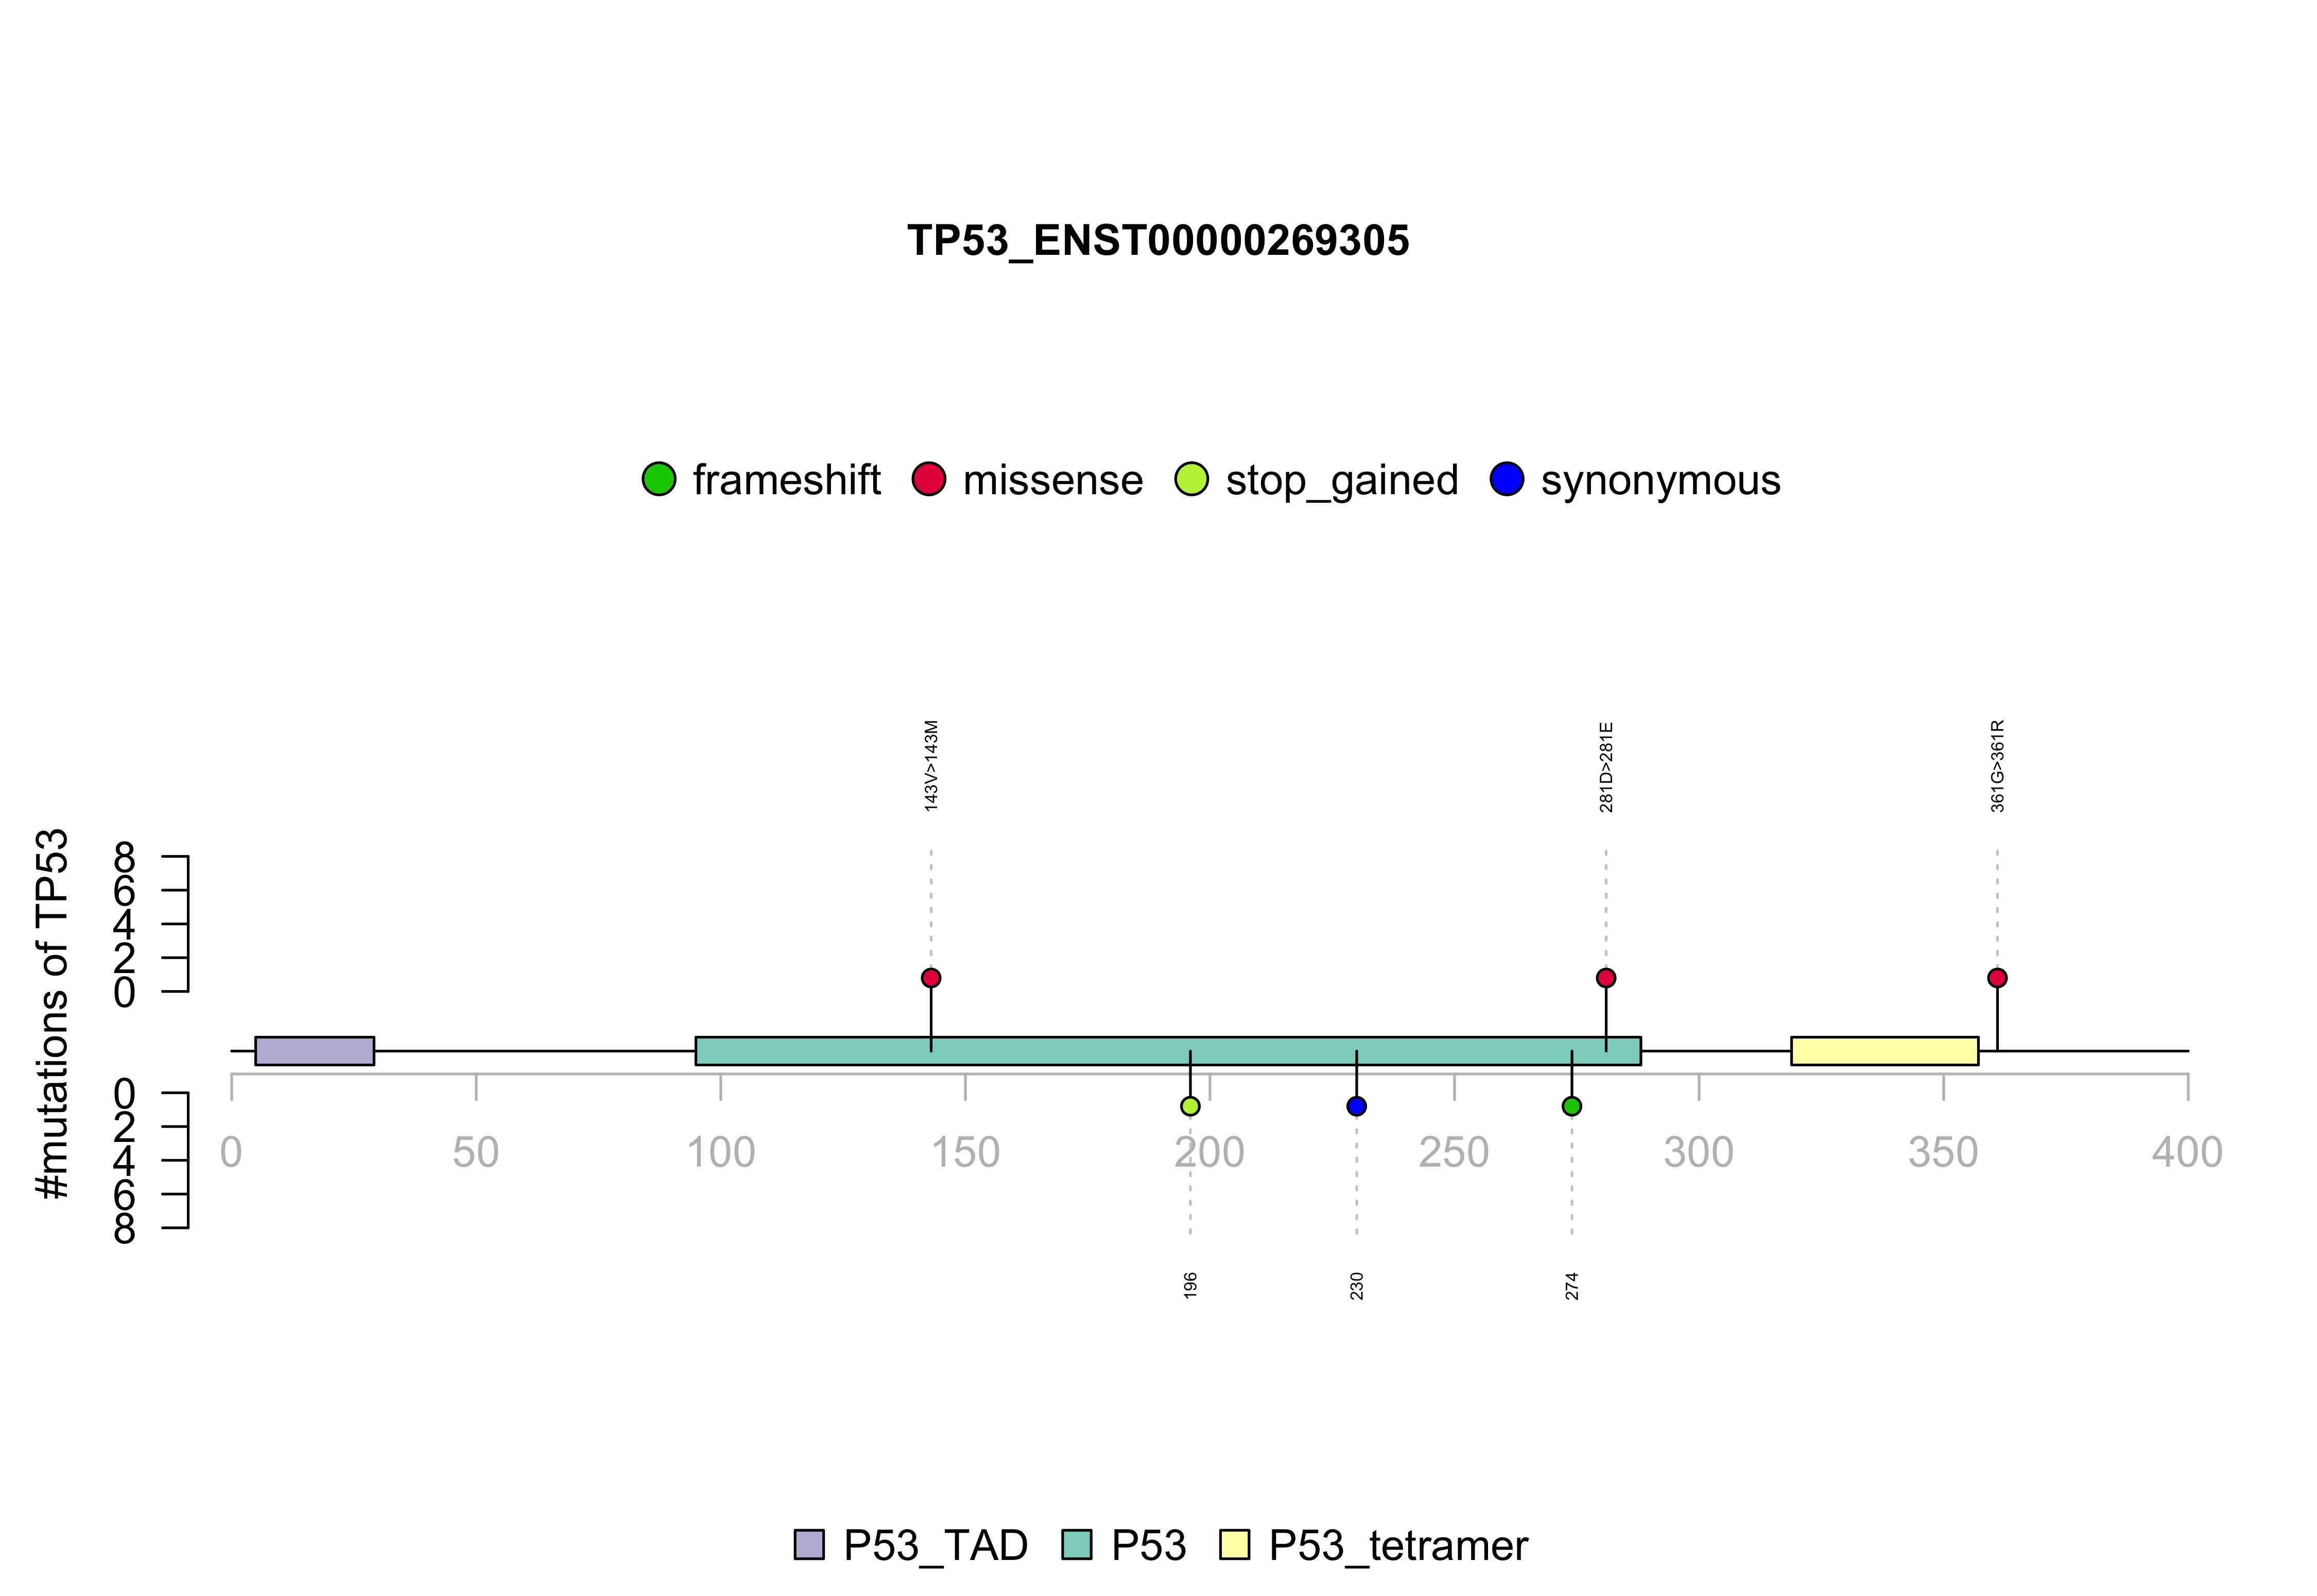 TP53_ENST00000269305
frameshift missense stop_gained synonymous
143V>143M 281D>281E 361G>361R
#mutations of TP53
8
6
4
2
0
0
2
4
6
8
0 50 100 150 200 250 300 350 400
196 230 274
P53_TAD P53 P53_tetramer